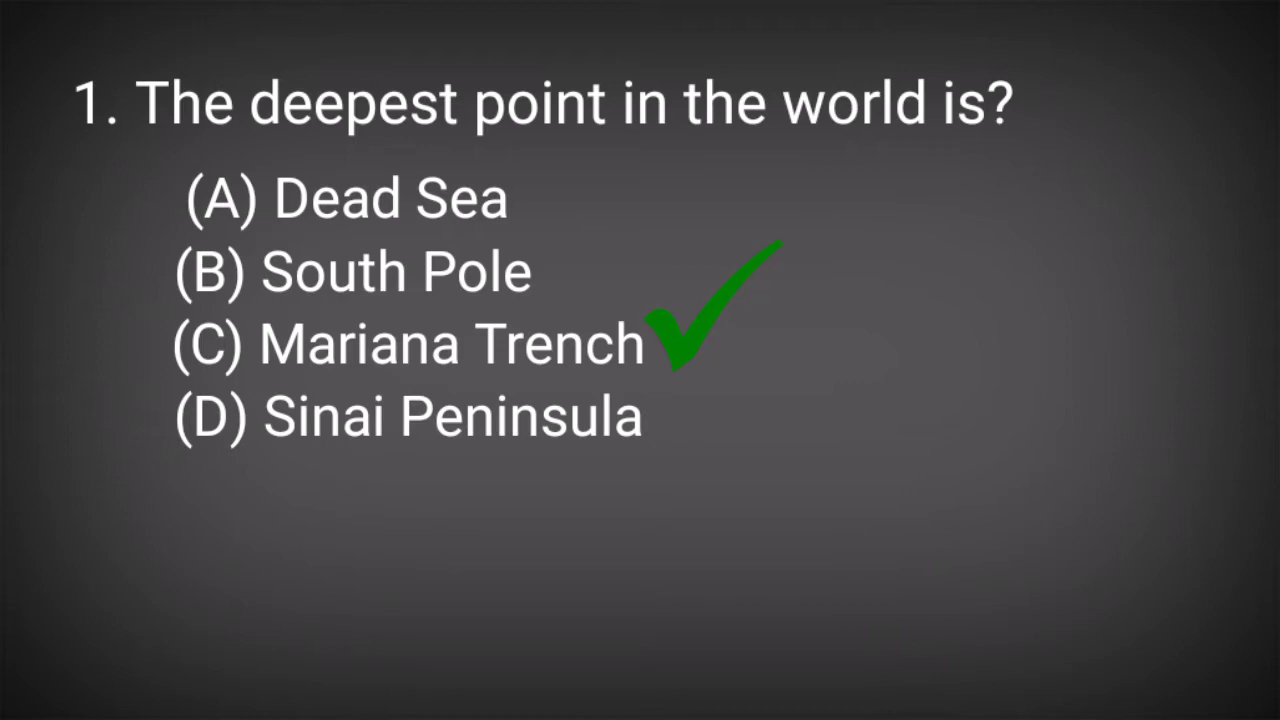 1. The deepest point in the world is?
(A) Dead Sea
(B) South Pole
(C) Mariana Trench
(D) Sinai Peninsula